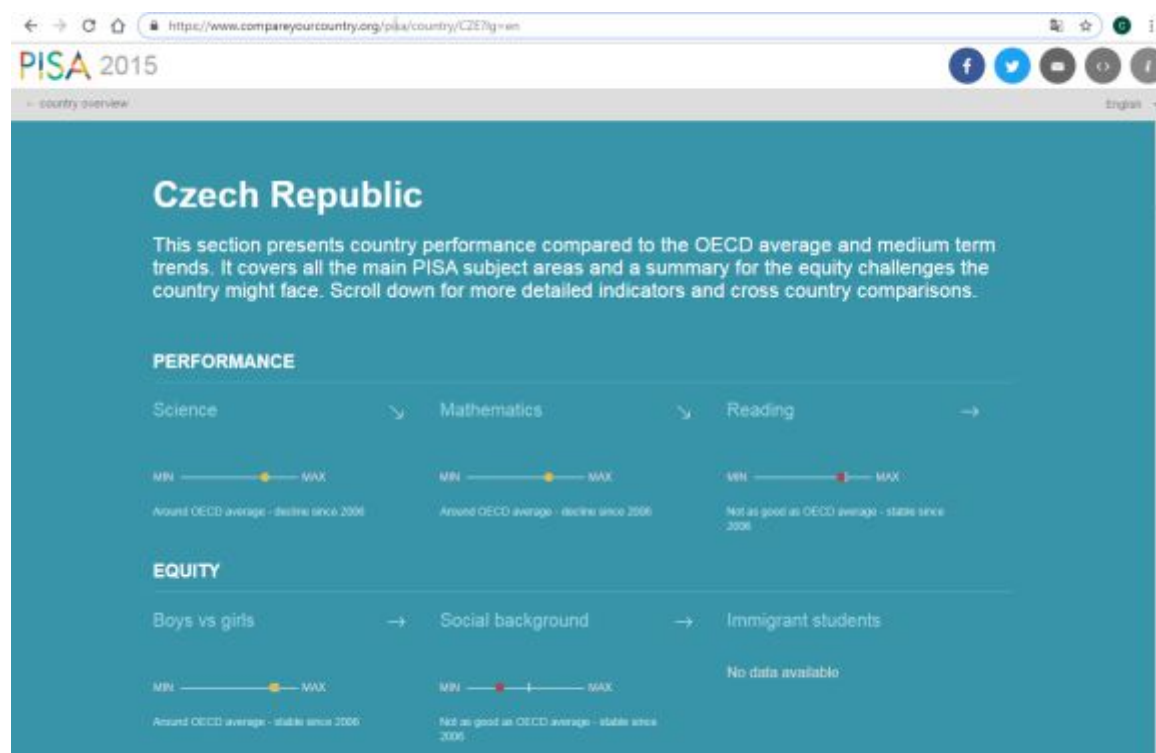 https://www.compareyourcountry.org/pisa/country/CZE?lg=en
PISA 2015
← country overview
English
Czech Republic
This section presents country performance compared to the OECD average and medium term
trends. It covers all the main PISA subject areas and a summary for the equity challenges the
country might face. Scroll down for more detailed indicators and cross country comparisons.
PERFORMANCE
Science ↘ Mathematics ↘ Reading →
MIN MAX MIN MAX MIN MAX
Around OECD average - decline since 2006 Around OECD average - decline since 2006 Not as good as OECD average - stable since
2006
EQUITY
Boys vs girls → Social background → Immigrant students
No data available
MIN MAX MIN MAX
Around OECD average - stable since 2006 Not as good as OECD average - stable since
2006